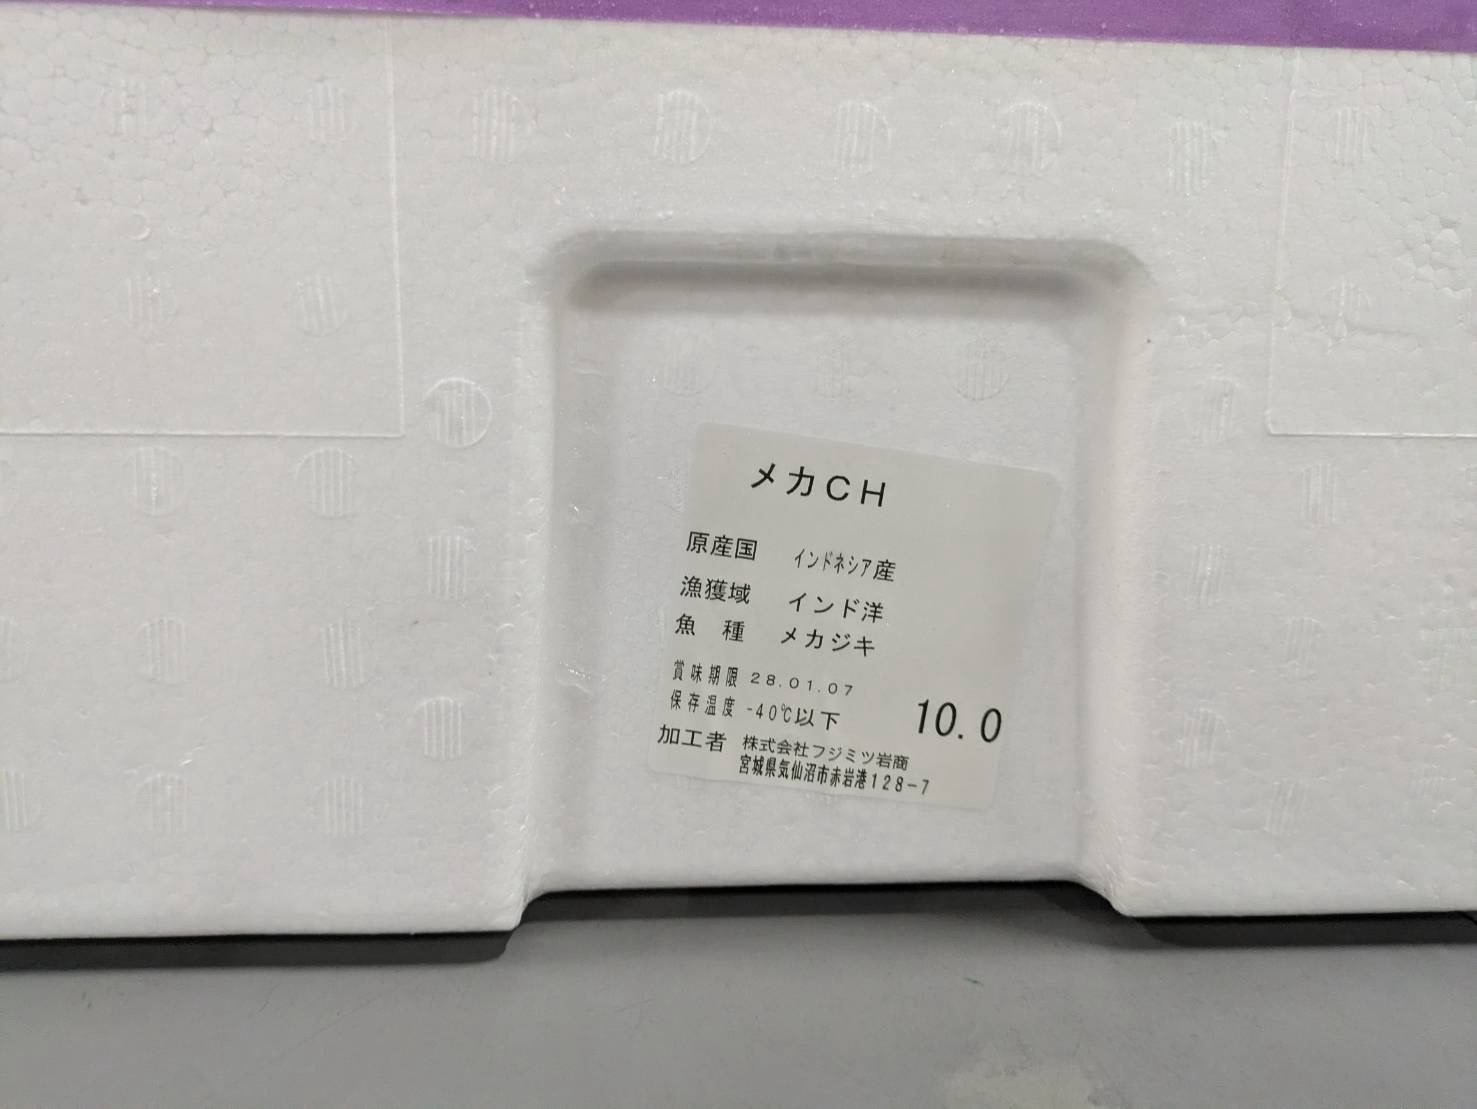 メカCH
原産国 インドネシア産
漁獲域 インド洋
魚 種 メカジキ
賞味期限 28.01.07
保存温度 -40℃以下 10.0
加工者 株式会社フジミツ岩商
宮城県気仙沼市赤岩港128-7